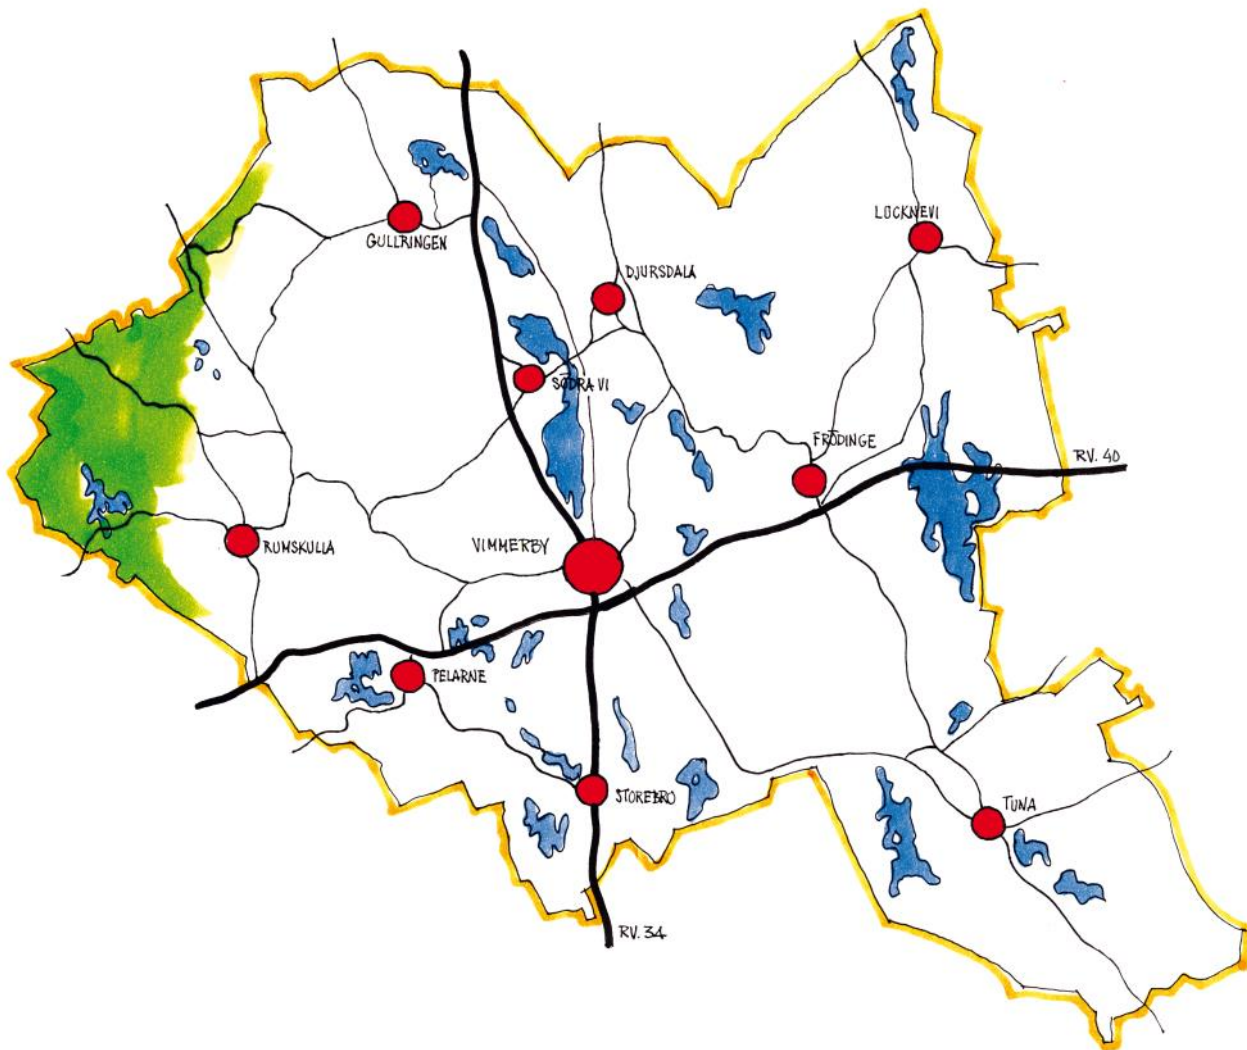 LOCKNEVI
GULLRINGEN
DJURSDALA
SÖDRA VI
FRÖDINGE
RV. 40
VIMMERBY
RUMSKULLA
PELARNE
STOREBRO
TUNA
RV. 34